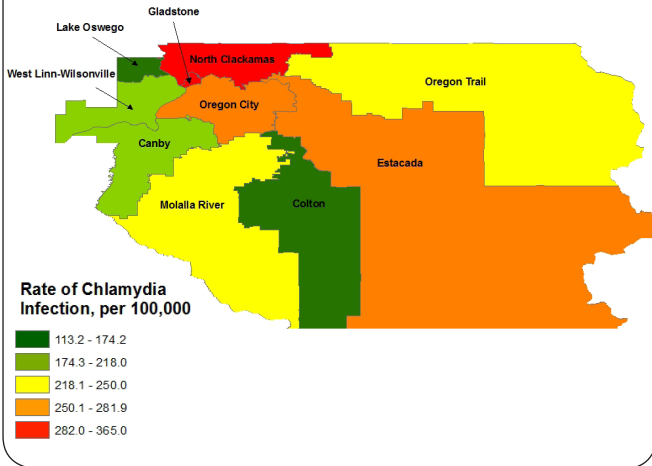 Gladstone
Lake Oswego
North Clackamas
West Linn-Wilsonville
Oregon Trail
Oregon City
Canby
Estacada
Molalla River
Colton
Rate of Chlamydia
Infection, per 100,000
113.2 - 174.2
174.3 - 218.0
218.1 - 250.0
250.1 - 281.9
282.0 - 365.0